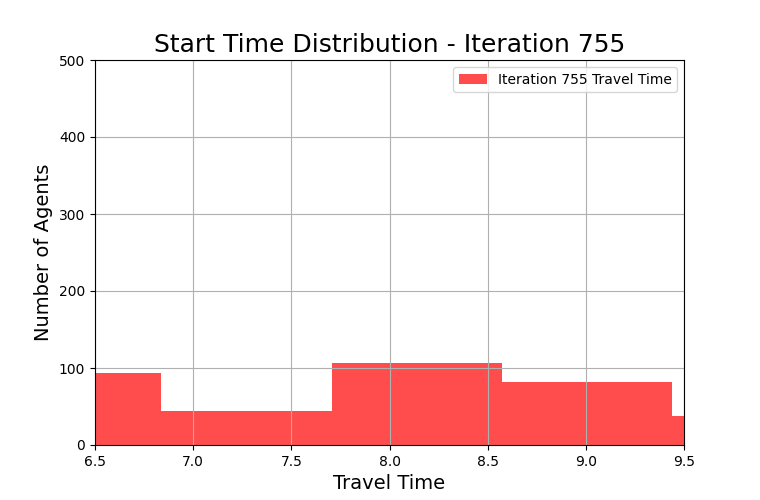 Start Time Distribution - Iteration 755
Iteration 755 Travel Time
Number of Agents
500
400
300
200
100
0
6.5 7.0 7.5 8.0 8.5 9.0 9.5
Travel Time